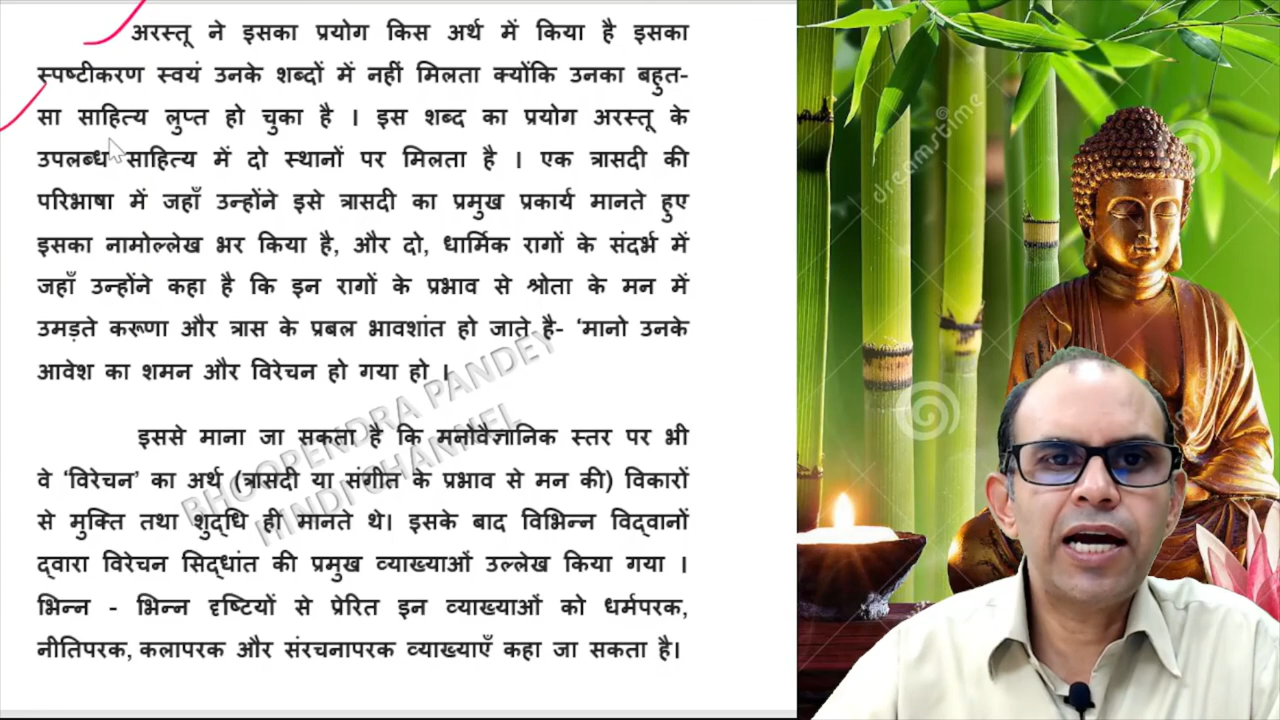 अरस्तू ने इसका प्रयोग किस अर्थ में किया है इसका
स्पष्टीकरण स्वयं उनके शब्दों में नहीं मिलता क्योंकि उनका बहुत-
सा साहित्य लुप्त हो चुका है । इस शब्द का प्रयोग अरस्तू के
उपलब्ध साहित्य में दो स्थानों पर मिलता है । एक त्रासदी की
परिभाषा में जहाँ उन्होंने इसे त्रासदी का प्रमुख प्रकार्य मानते हुए
इसका नामोल्लेख भर किया है, और दो, धार्मिक रागों के संदर्भ में
जहाँ उन्होंने कहा है कि इन रागों के प्रभाव से श्रोता के मन में
उमड़ते करूणा और त्रास के प्रबल भावशांत हो जाते है- ‘मानो उनके
आवेश का शमन और विरेचन हो गया हो ।
इससे माना जा सकता है कि मनोवैज्ञानिक स्तर पर भी
वे ‘विरेचन’ का अर्थ (त्रासदी या संगीत के प्रभाव से मन की) विकारों
से मुक्ति तथा शुद्धि ही मानते थे। इसके बाद विभिन्न विद्वानों
द्वारा विरेचन सिद्धांत की प्रमुख व्याख्याओं उल्लेख किया गया ।
भिन्न - भिन्न दृष्टियों से प्रेरित इन व्याख्याओं को धर्मपरक,
नीतिपरक, कलापरक और संरचनापरक व्याख्याएँ कहा जा सकता है।
BHOOPENDRA PANDEY
HINDI CHANNEL
dreamstime
dreamstime